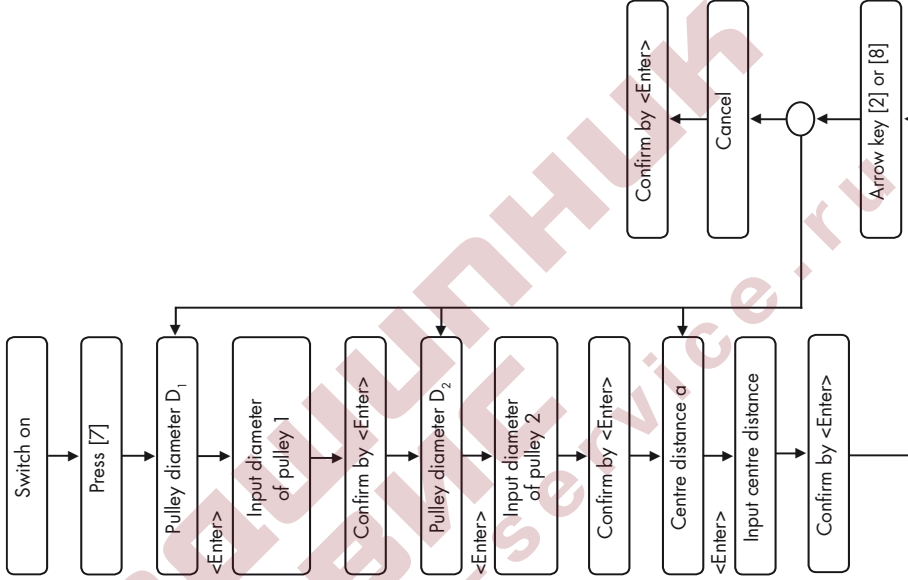 Switch on
Press [7]
Pulley diameter D₁
<Enter>
Input diameter
of pulley 1
Confirm by <Enter>
Pulley diameter D₂
<Enter>
Input diameter
of pulley 2
Confirm by <Enter>
Centre distance a
<Enter>
Input centre distance
Confirm by <Enter>
Arrow key [2] or [8]
Cancel
Confirm by <Enter>
service.ru